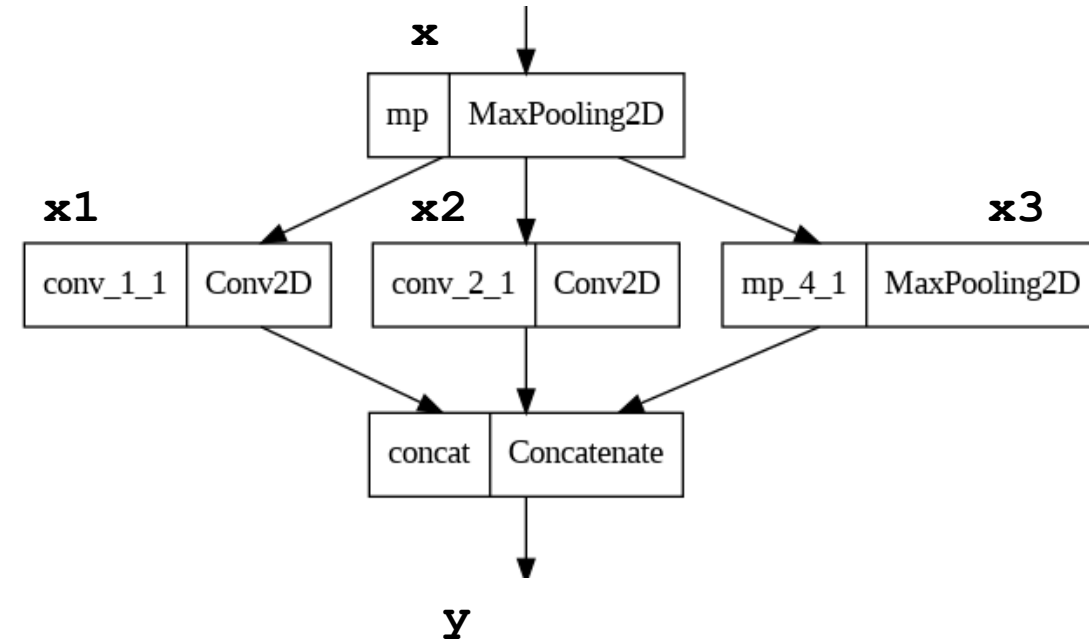 x
mp MaxPooling2D
x1 x2 x3
conv_1_1 Conv2D conv_2_1 Conv2D mp_4_1 MaxPooling2D
concat Concatenate
y